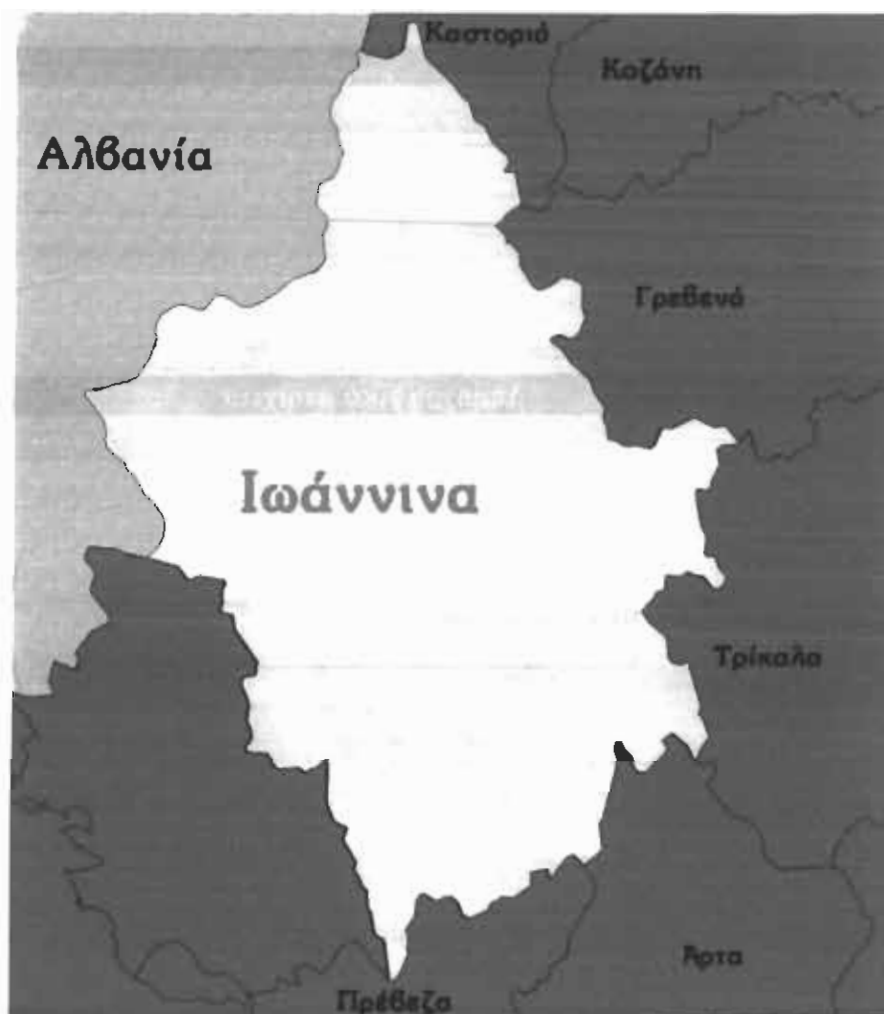 Καστοριά
Κοζάνη
Αλβανία
Γρεβενά
Ιωάννινα
Τρίκαλα
Άρτα
Πρέβεζα